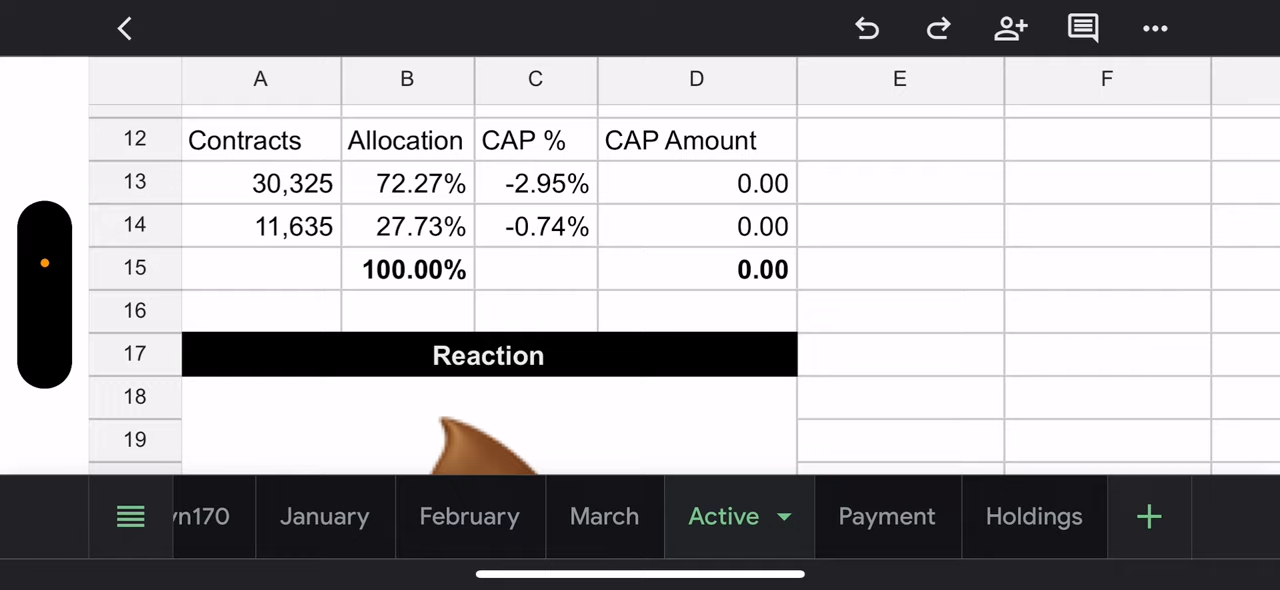 A B C D E F
12 Contracts Allocation CAP % CAP Amount
13 30,325 72.27% -2.95% 0.00
14 11,635 27.73% -0.74% 0.00
15 100.00% 0.00
16
17 Reaction
18
19
vn170 January February March Active Payment Holdings